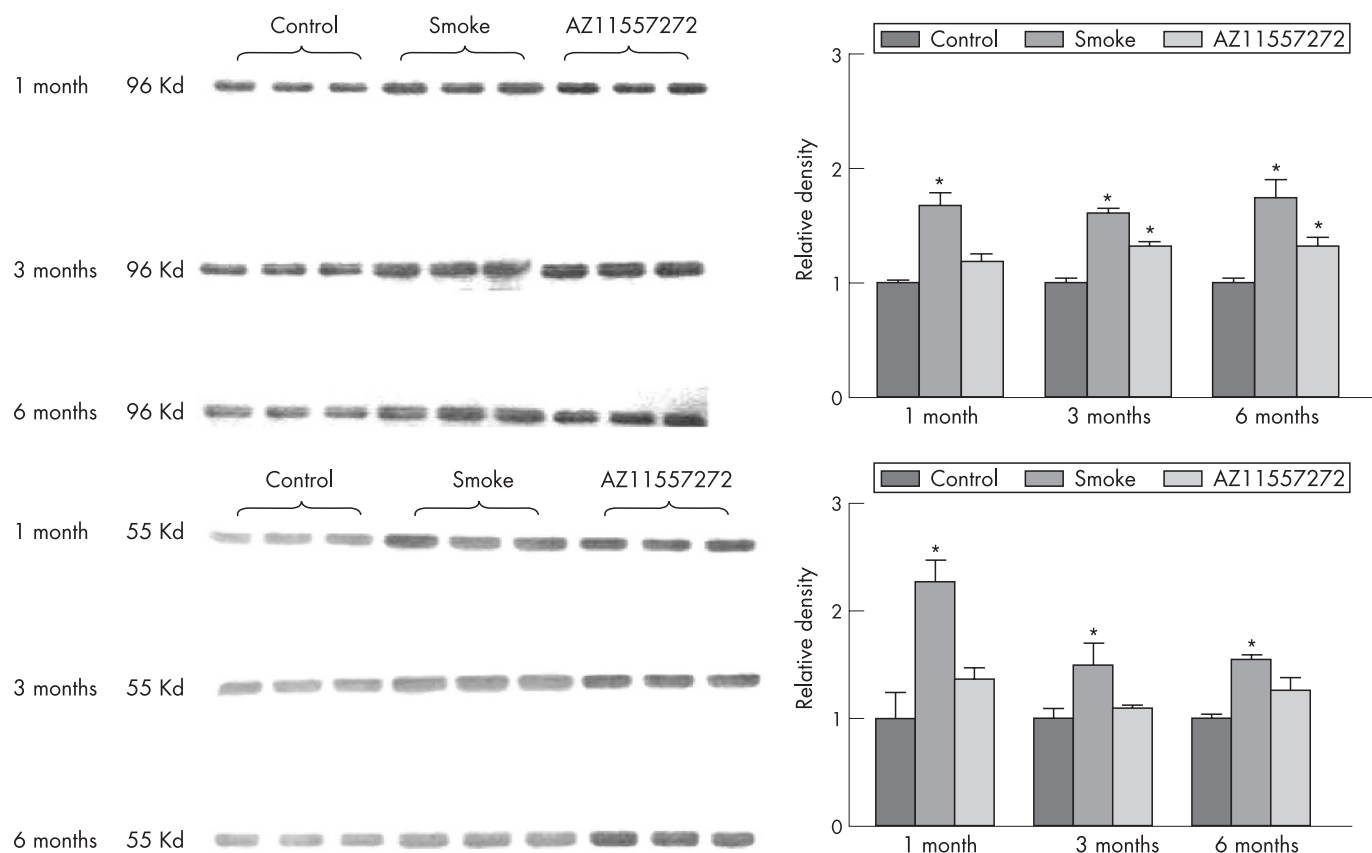 Control Smoke AZ11557272
1 month 96 Kd
3 months 96 Kd
6 months 96 Kd
Control Smoke AZ11557272
3
2
1
0
Relative density
* * * * *
1 month 3 months 6 months
Control Smoke AZ11557272
1 month 55 Kd
3 months 55 Kd
6 months 55 Kd
Control Smoke AZ11557272
3
2
1
0
Relative density
* * *
1 month 3 months 6 months